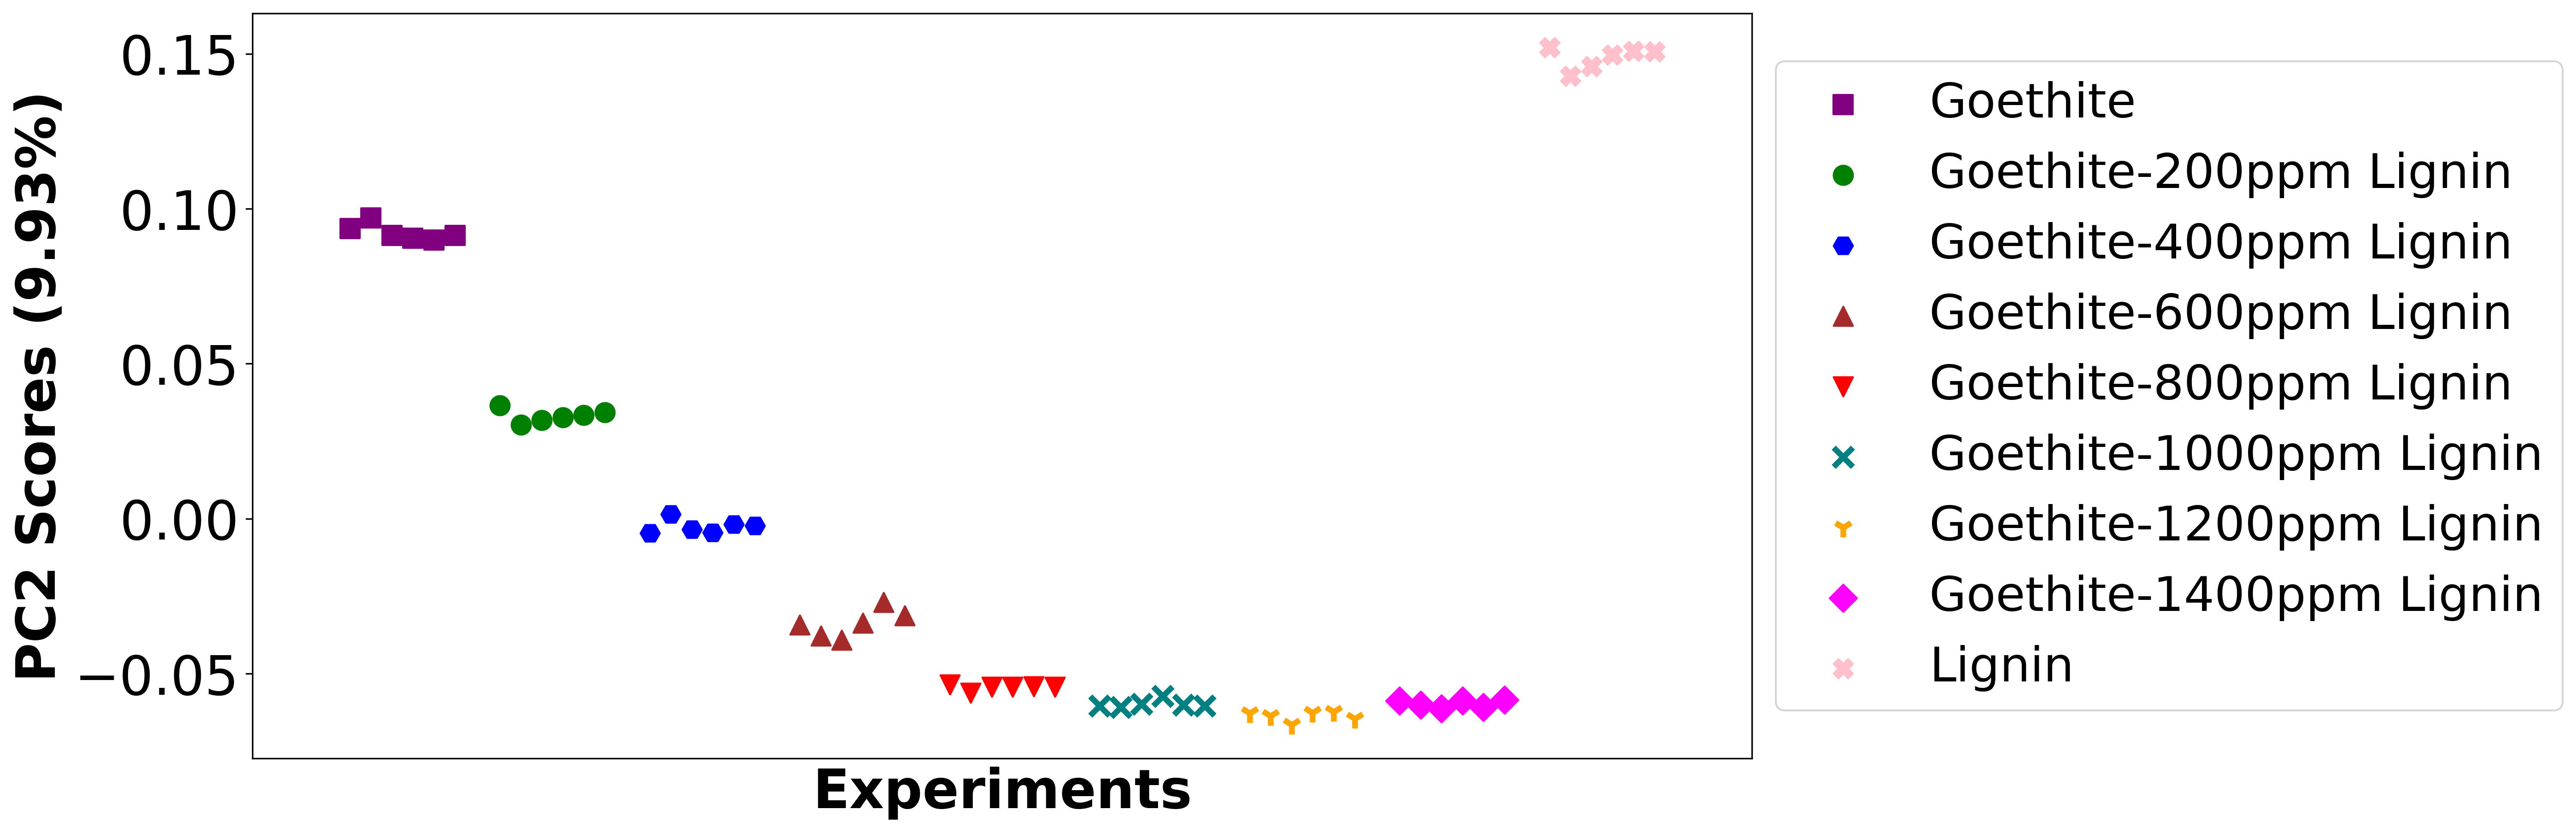 PC2 Scores (9.93%)
0.15
0.10
0.05
0.00
−0.05
Experiments
Goethite
Goethite-200ppm Lignin
Goethite-400ppm Lignin
Goethite-600ppm Lignin
Goethite-800ppm Lignin
Goethite-1000ppm Lignin
Goethite-1200ppm Lignin
Goethite-1400ppm Lignin
Lignin